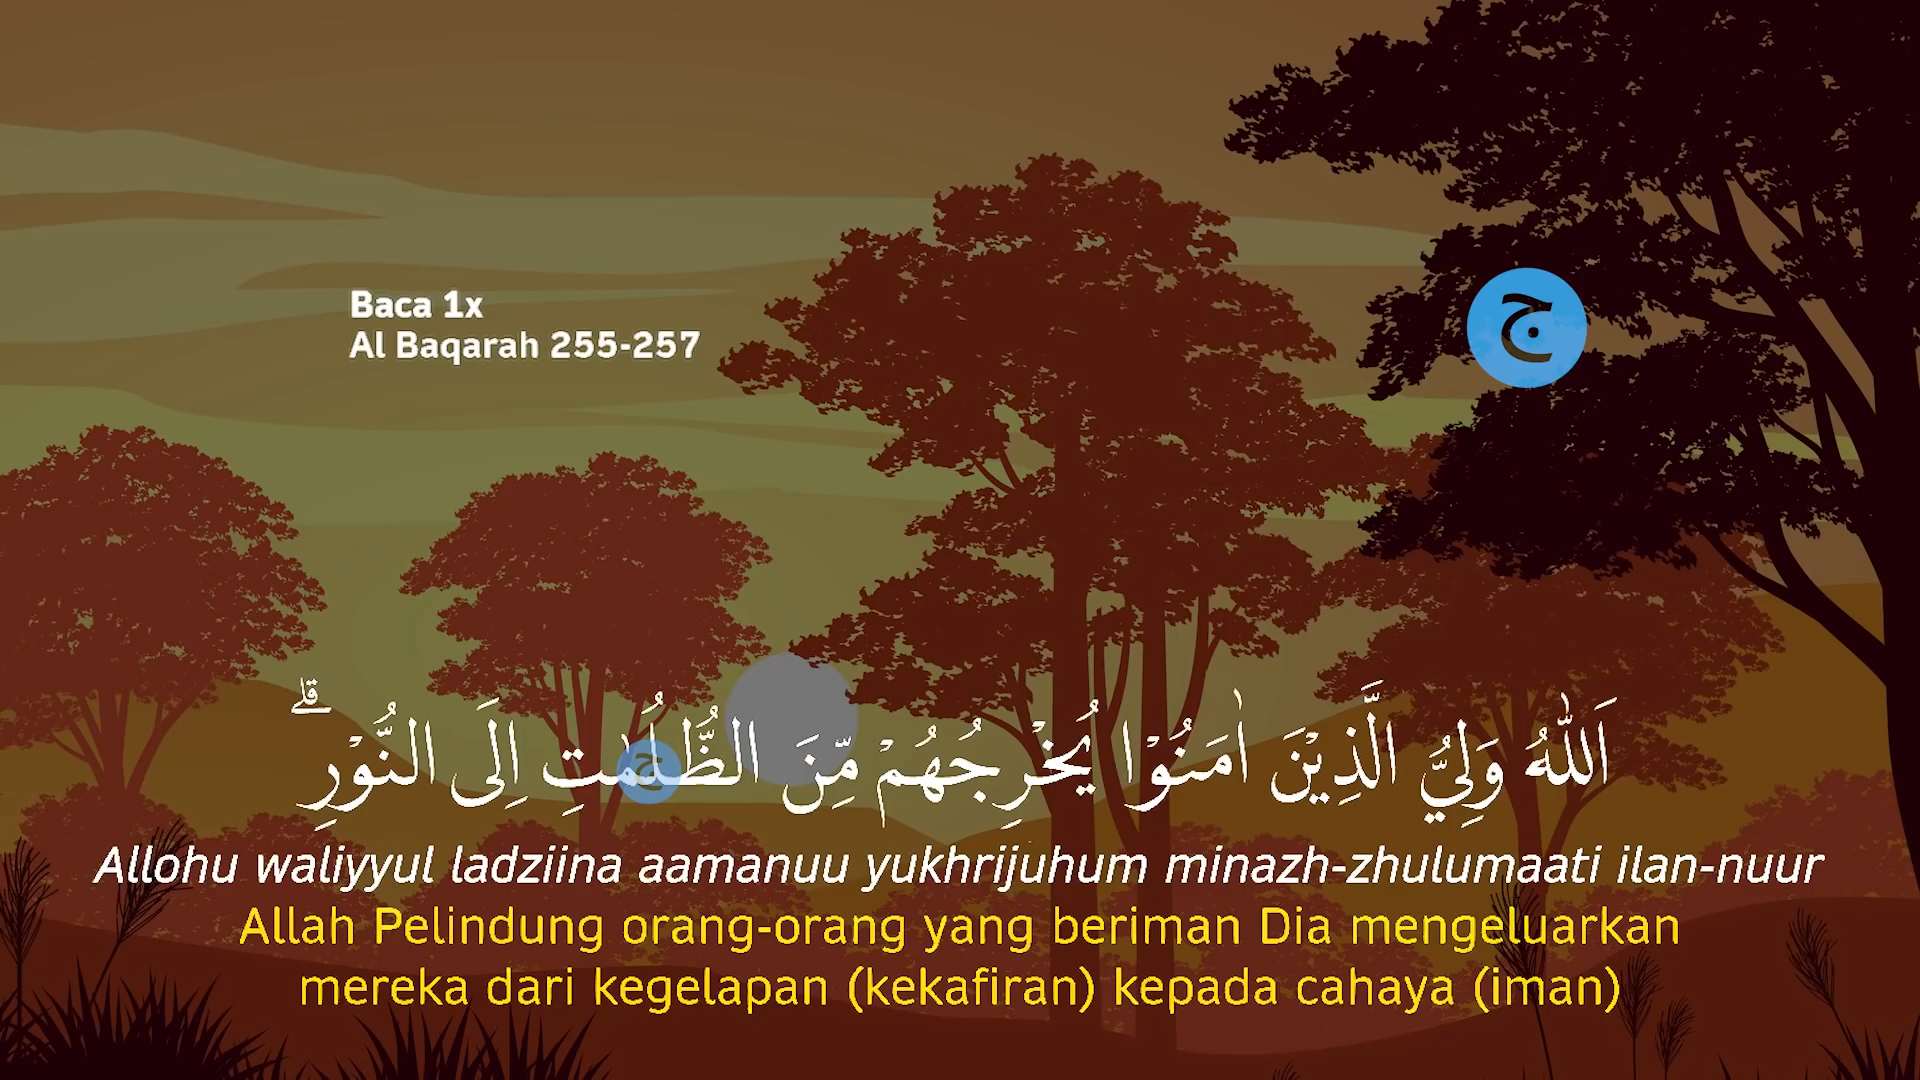 Baca 1x
Al Baqarah 255-257
ج
اَللّٰهُ وَلِيُّ الَّذِيْنَ اٰمَنُوْا يُخْرِجُهُمْ مِّنَ الظُّلُمٰتِ اِلَى النُّوْرِۗ
ج
Allohu waliyyul ladziina aamanuu yukhrijuhum minazh-zhulumaati ilan-nuur
Allah Pelindung orang-orang yang beriman Dia mengeluarkan
mereka dari kegelapan (kekafiran) kepada cahaya (iman)